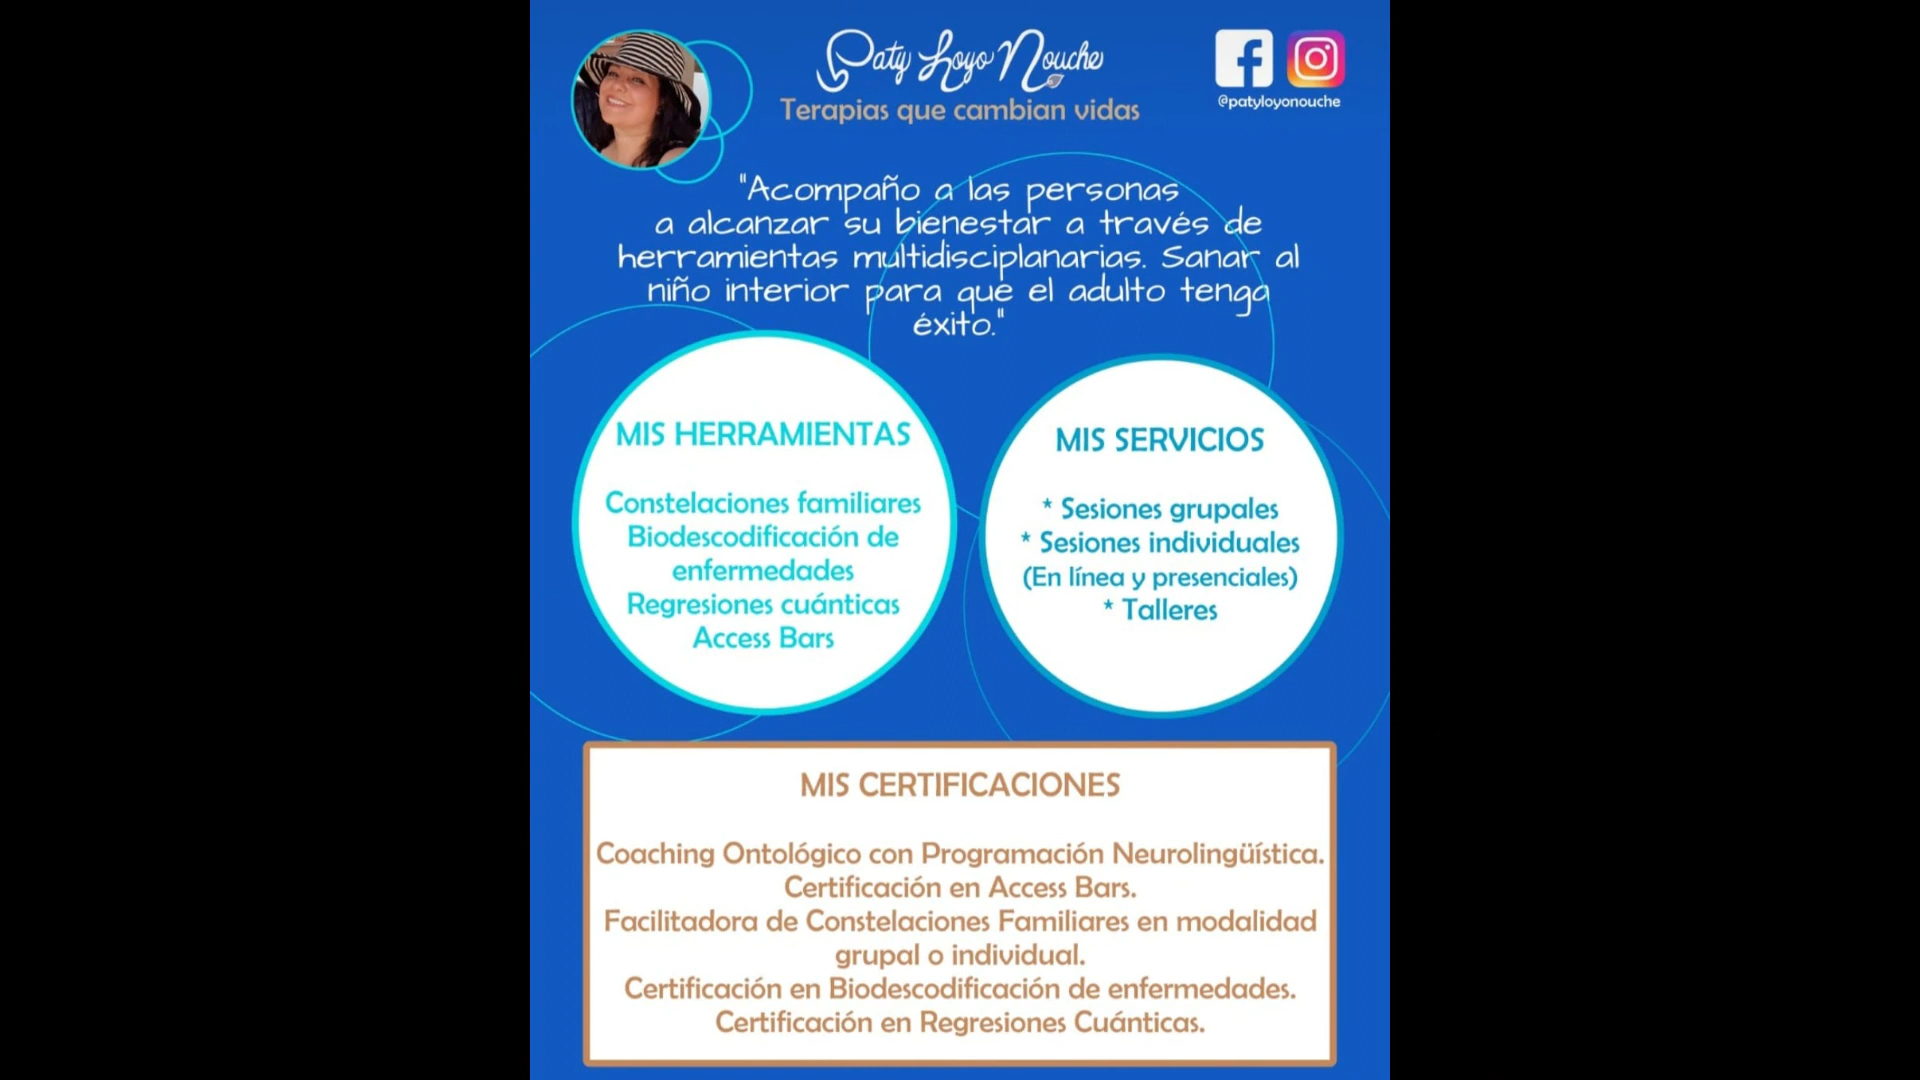 Paty Loyo Nouche
Terapias que cambian vidas
@patyloyonouche
"Acompaño a las personas
a alcanzar su bienestar a través de
herramientas multidisciplanarias. Sanar al
niño interior para que el adulto tenga
éxito."
MIS HERRAMIENTAS
Constelaciones familiares
Biodescodificación de
enfermedades
Regresiones cuánticas
Access Bars
MIS SERVICIOS
* Sesiones grupales
* Sesiones individuales
(En línea y presenciales)
* Talleres
MIS CERTIFICACIONES
Coaching Ontológico con Programación Neurolingüística.
Certificación en Access Bars.
Facilitadora de Constelaciones Familiares en modalidad
grupal o individual.
Certificación en Biodescodificación de enfermedades.
Certificación en Regresiones Cuánticas.